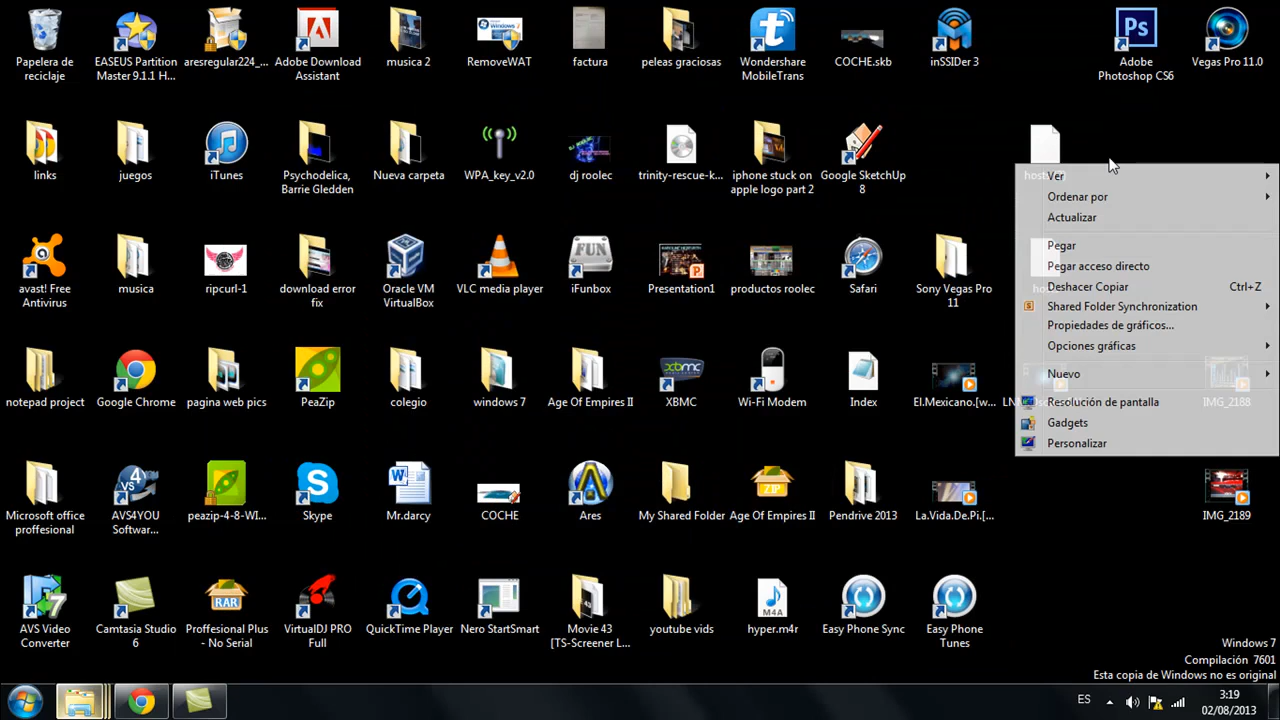 Papelera de
reciclaje
EASEUS Partition
Master 9.1.1 H...
aresregular224_...
Adobe Download
Assistant
musica 2
RemoveWAT
factura
peleas graciosas
Wondershare
MobileTrans
COCHE.skb
inSSIDer 3
Adobe
Photoshop CS6
Vegas Pro 11.0
links
juegos
iTunes
Psychodelica,
Barrie Gledden
Nueva carpeta
WPA_key_v2.0
dj roolec
trinity-rescue-k...
iphone stuck on
apple logo part 2
Google SketchUp
8
Ver
Ordenar por
Actualizar
Pegar
Pegar acceso directo
Deshacer Copiar Ctrl+Z
Shared Folder Synchronization
Propiedades de gráficos...
Opciones gráficas
Nuevo
Resolución de pantalla
Gadgets
Personalizar
avast! Free
Antivirus
musica
ripcurl-1
download error
fix
Oracle VM
VirtualBox
VLC media player
iFunbox
Presentation1
productos roolec
Safari
Sony Vegas Pro
11
notepad project
Google Chrome
pagina web pics
PeaZip
colegio
windows 7
Age Of Empires II
XBMC
Wi-Fi Modem
Index
El.Mexicano.[w...
IMG_2188
Microsoft office
proffesional
AVS4YOU
Softwar...
peazip-4-8-WI...
Skype
Mr.darcy
COCHE
Ares
My Shared Folder
Age Of Empires II
Pendrive 2013
La.Vida.De.Pi.[...
IMG_2189
AVS Video
Converter
Camtasia Studio
6
Proffesional Plus
- No Serial
VirtualDJ PRO
Full
QuickTime Player
Nero StartSmart
Movie 43
[TS-Screener L...
youtube vids
hyper.m4r
Easy Phone Sync
Easy Phone
Tunes
Windows 7
Compilación 7601
Esta copia de Windows no es original
ES
3:19
02/08/2013